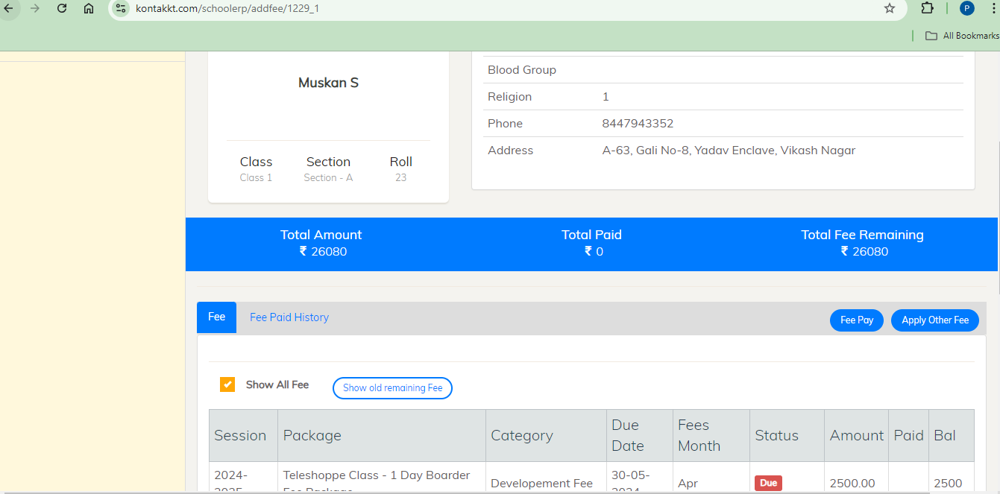 kontakkt.com/schoolerp/addfee/1229_1
P
All Bookmarks
Muskan S
Class Section Roll
Class 1 Section - A 23
Blood Group
Religion 1
Phone 8447943352
Address A-63, Gali No-8, Yadav Enclave, Vikash Nagar
Total Amount Total Paid Total Fee Remaining
₹ 26080 ₹ 0 ₹ 26080
Fee Fee Paid History Fee Pay Apply Other Fee
Show All Fee Show old remaining Fee
Session Package Category Due Date Fees Month Status Amount Paid Bal
2024- Teleshoppe Class - 1 Day Boarder Developement Fee 30-05- Apr Due 2500.00 2500
2025 Fee Package 2024